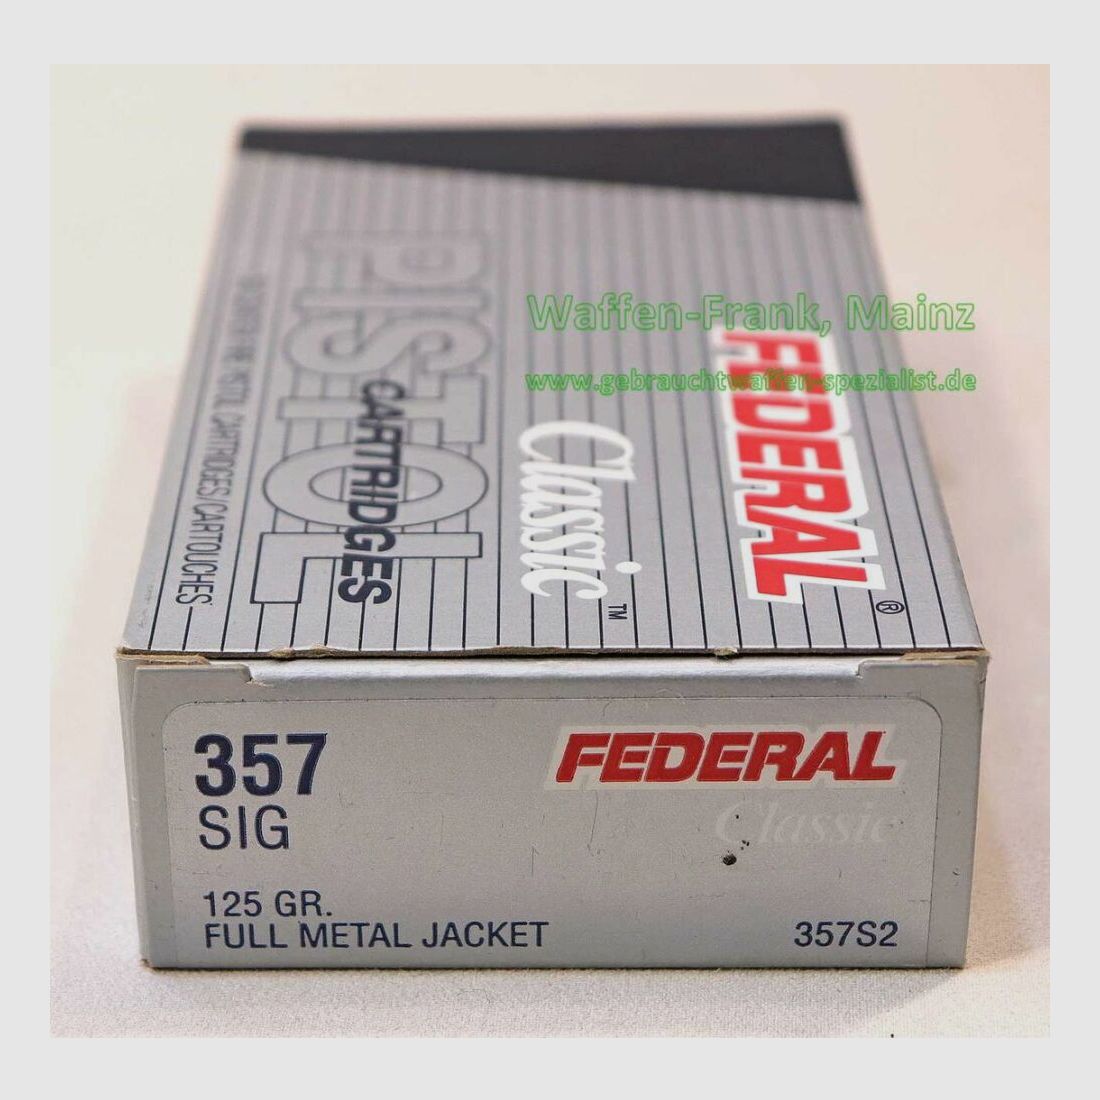 Waffen-Frank, Mainz
www.gebrauchtwaffen-spezialist.de
FEDERAL®
Classic™
PISTOL
CARTRIDGES
PISTOL CARTRIDGES/CARTOUCHES
357
SIG
FEDERAL
Classic
125 GR.
FULL METAL JACKET
357S2